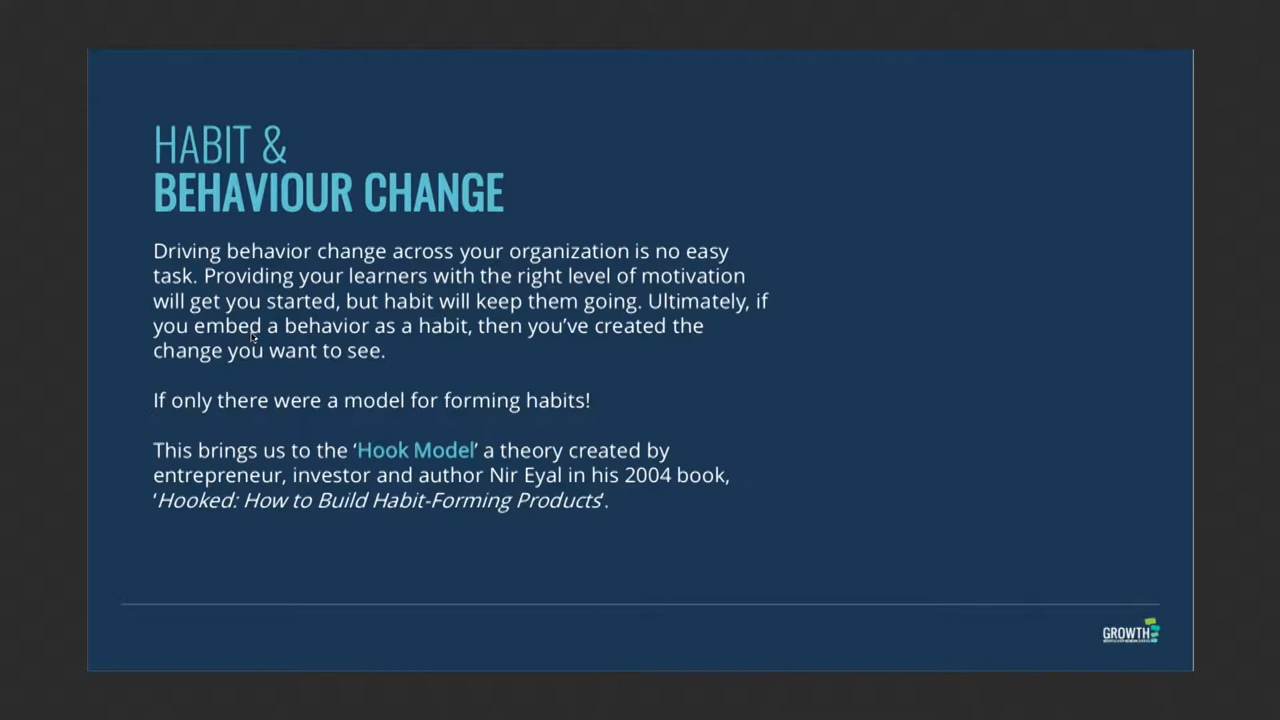 HABIT &
BEHAVIOUR CHANGE
Driving behavior change across your organization is no easy
task. Providing your learners with the right level of motivation
will get you started, but habit will keep them going. Ultimately, if
you embed a behavior as a habit, then you’ve created the
change you want to see.
If only there were a model for forming habits!
This brings us to the ‘Hook Model’ a theory created by
entrepreneur, investor and author Nir Eyal in his 2004 book,
‘Hooked: How to Build Habit-Forming Products’.
GROWTH